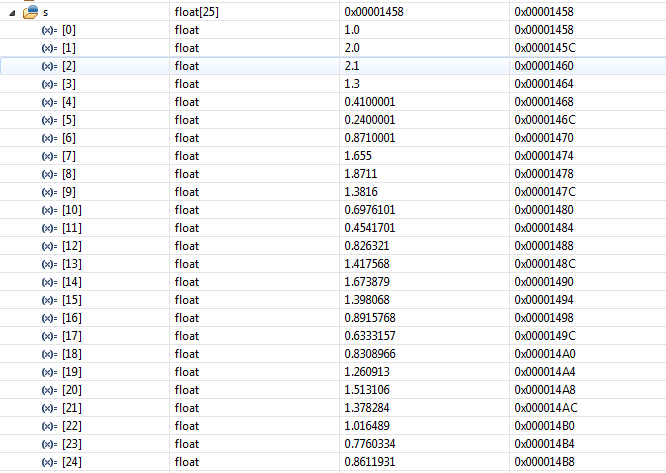 s float[25] 0x00001458 0x00001458
(x)= [0] float 1.0 0x00001458
(x)= [1] float 2.0 0x0000145C
(x)= [2] float 2.1 0x00001460
(x)= [3] float 1.3 0x00001464
(x)= [4] float 0.4100001 0x00001468
(x)= [5] float 0.2400001 0x0000146C
(x)= [6] float 0.8710001 0x00001470
(x)= [7] float 1.655 0x00001474
(x)= [8] float 1.8711 0x00001478
(x)= [9] float 1.3816 0x0000147C
(x)= [10] float 0.6976101 0x00001480
(x)= [11] float 0.4541701 0x00001484
(x)= [12] float 0.826321 0x00001488
(x)= [13] float 1.417568 0x0000148C
(x)= [14] float 1.673879 0x00001490
(x)= [15] float 1.398068 0x00001494
(x)= [16] float 0.8915768 0x00001498
(x)= [17] float 0.6333157 0x0000149C
(x)= [18] float 0.8308966 0x000014A0
(x)= [19] float 1.260913 0x000014A4
(x)= [20] float 1.513106 0x000014A8
(x)= [21] float 1.378284 0x000014AC
(x)= [22] float 1.016489 0x000014B0
(x)= [23] float 0.7760334 0x000014B4
(x)= [24] float 0.8611931 0x000014B8